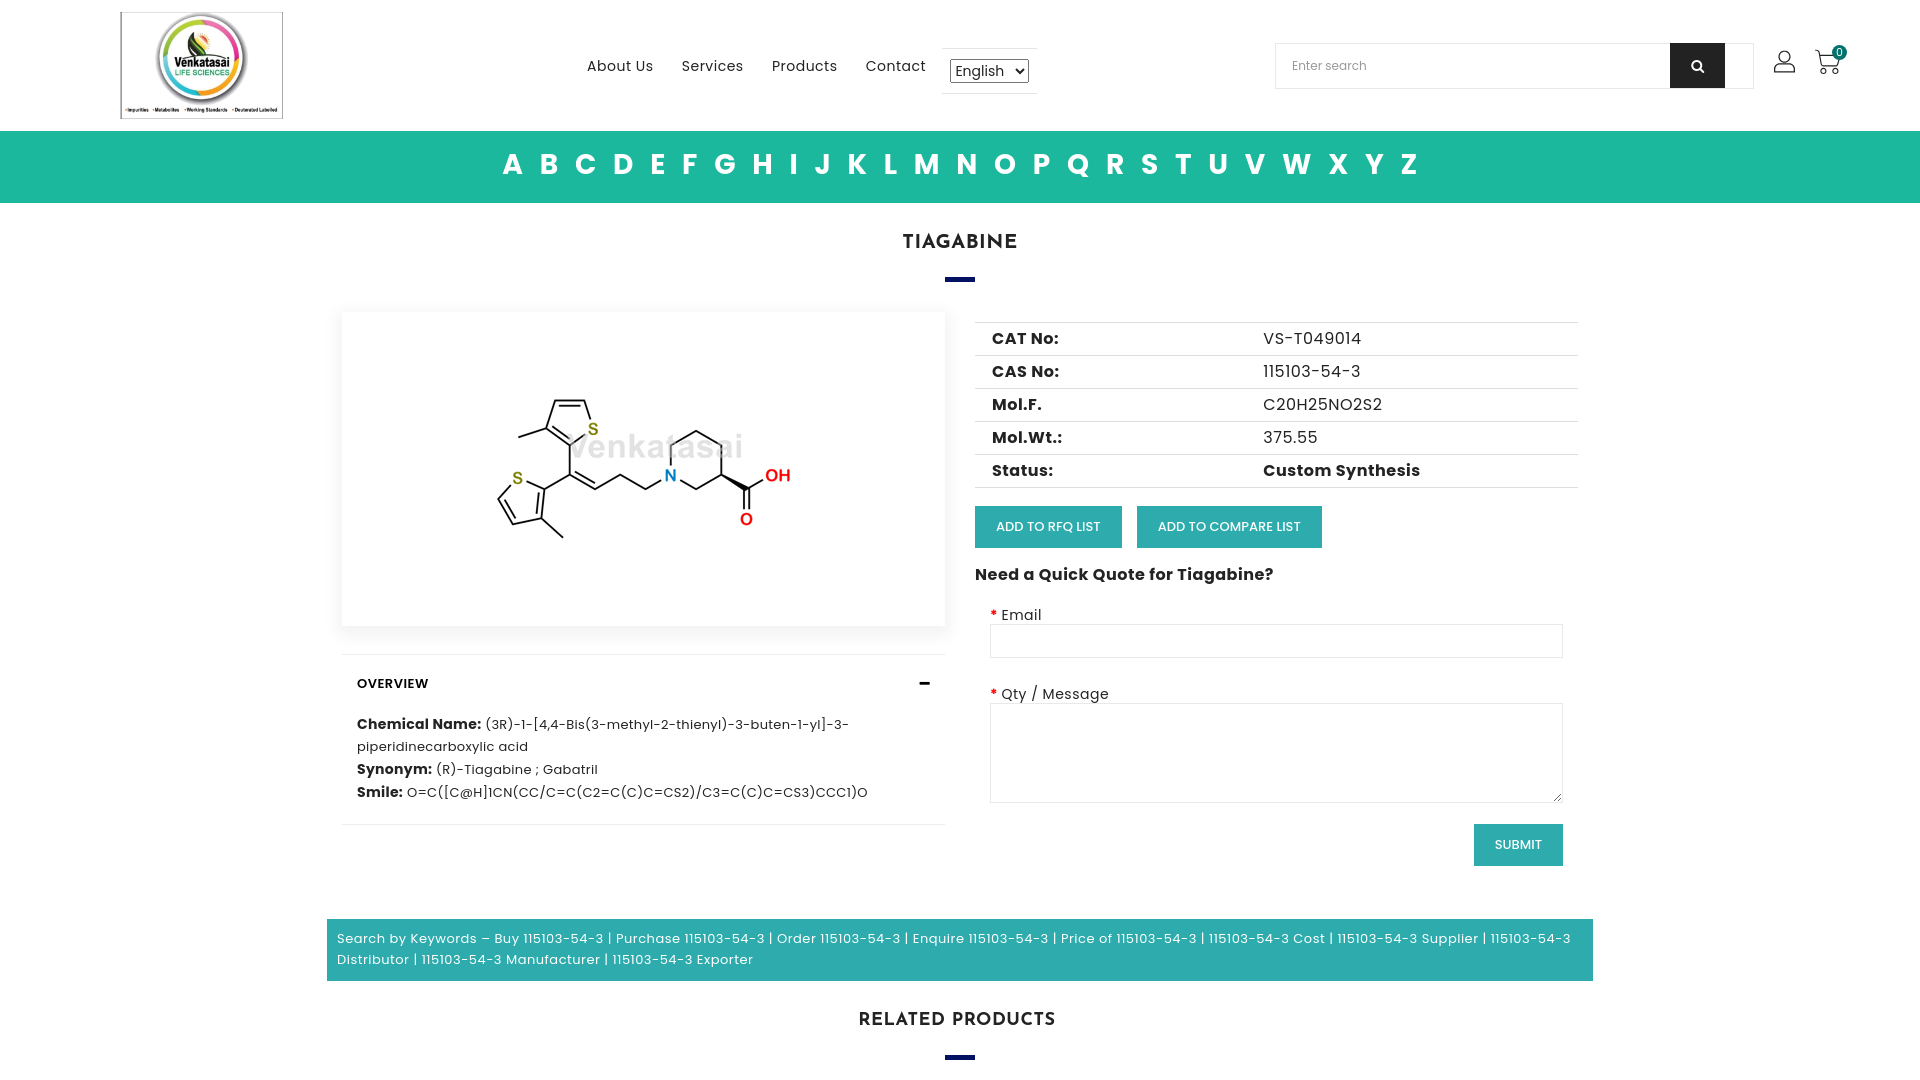 Venkatasai
LIFE SCIENCES
•Impurities •Metabolites •Working Standards •Deuterated Labelled
About Us Services Products Contact English
Enter search
0
A B C D E F G H I J K L M N O P Q R S T U V W X Y Z
TIAGABINE
S
S
N
OH
O
Venkatasai
CAT No: VS-T049014
CAS No: 115103-54-3
Mol.F. C20H25NO2S2
Mol.Wt.: 375.55
Status: Custom Synthesis
ADD TO RFQ LIST ADD TO COMPARE LIST
Need a Quick Quote for Tiagabine?
* Email
* Qty / Message
SUBMIT
OVERVIEW
Chemical Name: (3R)-1-[4,4-Bis(3-methyl-2-thienyl)-3-buten-1-yl]-3-
piperidinecarboxylic acid
Synonym: (R)-Tiagabine ; Gabatril
Smile: O=C([C@H]1CN(CC/C=C(C2=C(C)C=CS2)/C3=C(C)C=CS3)CCC1)O
Search by Keywords – Buy 115103-54-3 | Purchase 115103-54-3 | Order 115103-54-3 | Enquire 115103-54-3 | Price of 115103-54-3 | 115103-54-3 Cost | 115103-54-3 Supplier | 115103-54-3
Distributor | 115103-54-3 Manufacturer | 115103-54-3 Exporter
RELATED PRODUCTS